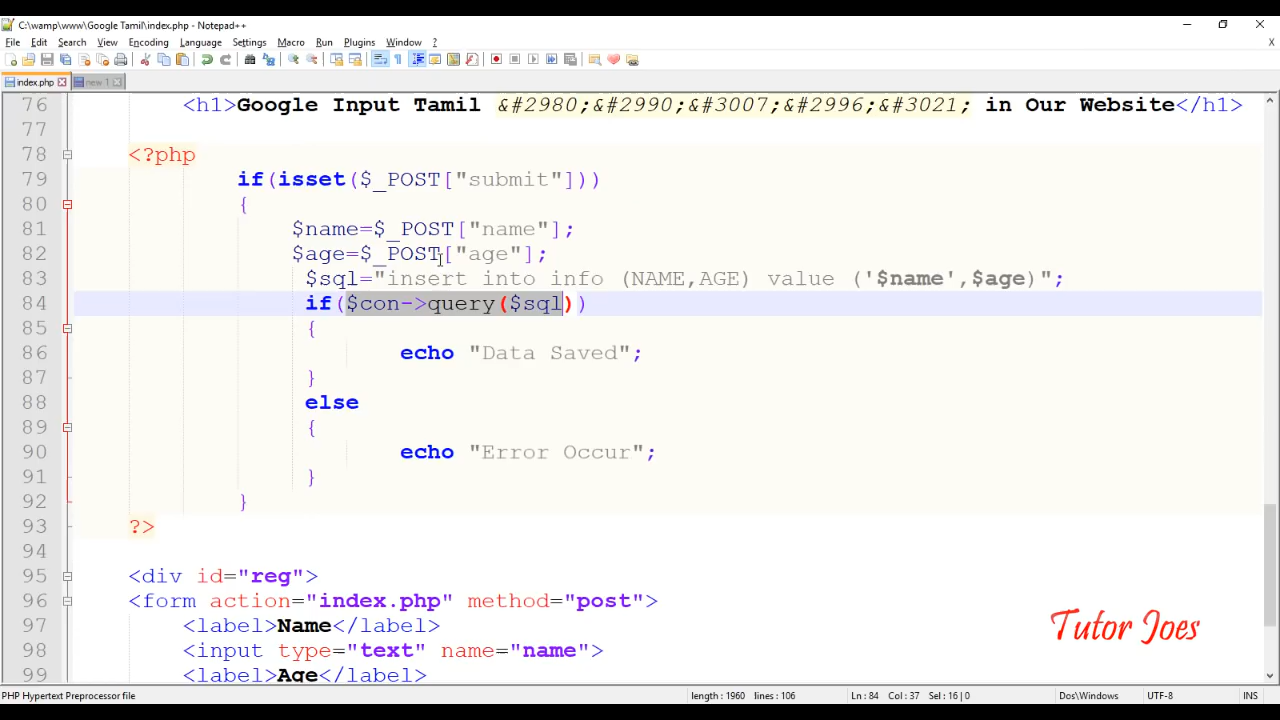 C:\wamp\www\Google Tamil\index.php - Notepad++
File Edit Search View Encoding Language Settings Macro Run Plugins Window ?
X
index.php new 1
76 <h1>Google Input Tamil &#2980;&#2990;&#3007;&#2996;&#3021; in Our Website</h1>
77
78 <?php
79 if(isset($_POST["submit"]))
80 {
81 $name=$_POST["name"];
82 $age=$_POST["age"];
83 $sql="insert into info (NAME,AGE) value ('$name',$age)";
84 if($con->query($sql))
85 {
86 echo "Data Saved";
87 }
88 else
89 {
90 echo "Error Occur";
91 }
92 }
93 ?>
94
95 <div id="reg">
96 <form action="index.php" method="post">
97 <label>Name</label>
98 <input type="text" name="name">
99 <label>Age</label>
Tutor Joes
PHP Hypertext Preprocessor file length : 1960 lines : 106 Ln : 84 Col : 37 Sel : 16 | 0 Dos\Windows UTF-8 INS